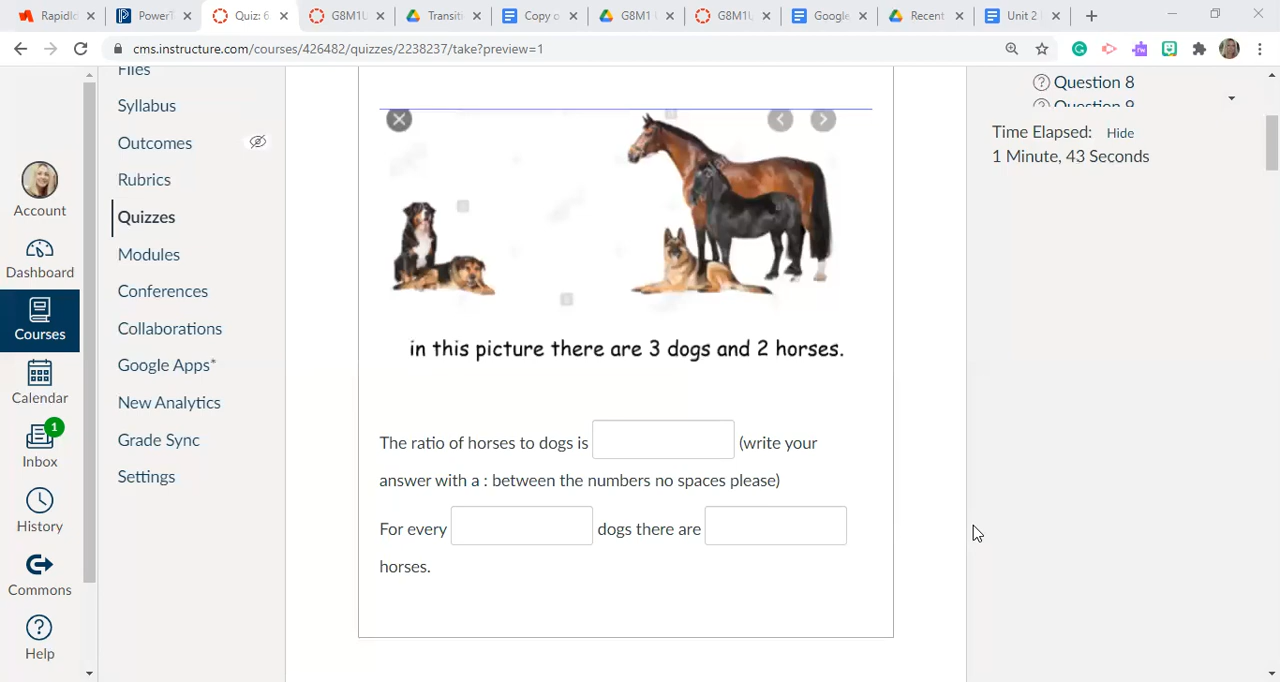 Rapidic
PowerT
Quiz: 6
G8M1U
Transiti
Copy o
G8M1 U
G8M1U
Google
Recent
Unit 2
cms.instructure.com/courses/426482/quizzes/2238237/take?preview=1
Files
Syllabus
Outcomes
Rubrics
Quizzes
Modules
Conferences
Collaborations
Google Apps*
New Analytics
Grade Sync
Settings
Account
Dashboard
Courses
Calendar
1
Inbox
History
Commons
Help
in this picture there are 3 dogs and 2 horses.
The ratio of horses to dogs is (write your
answer with a : between the numbers no spaces please)
For every dogs there are
horses.
Question 8
Question 9
Time Elapsed: Hide
1 Minute, 43 Seconds